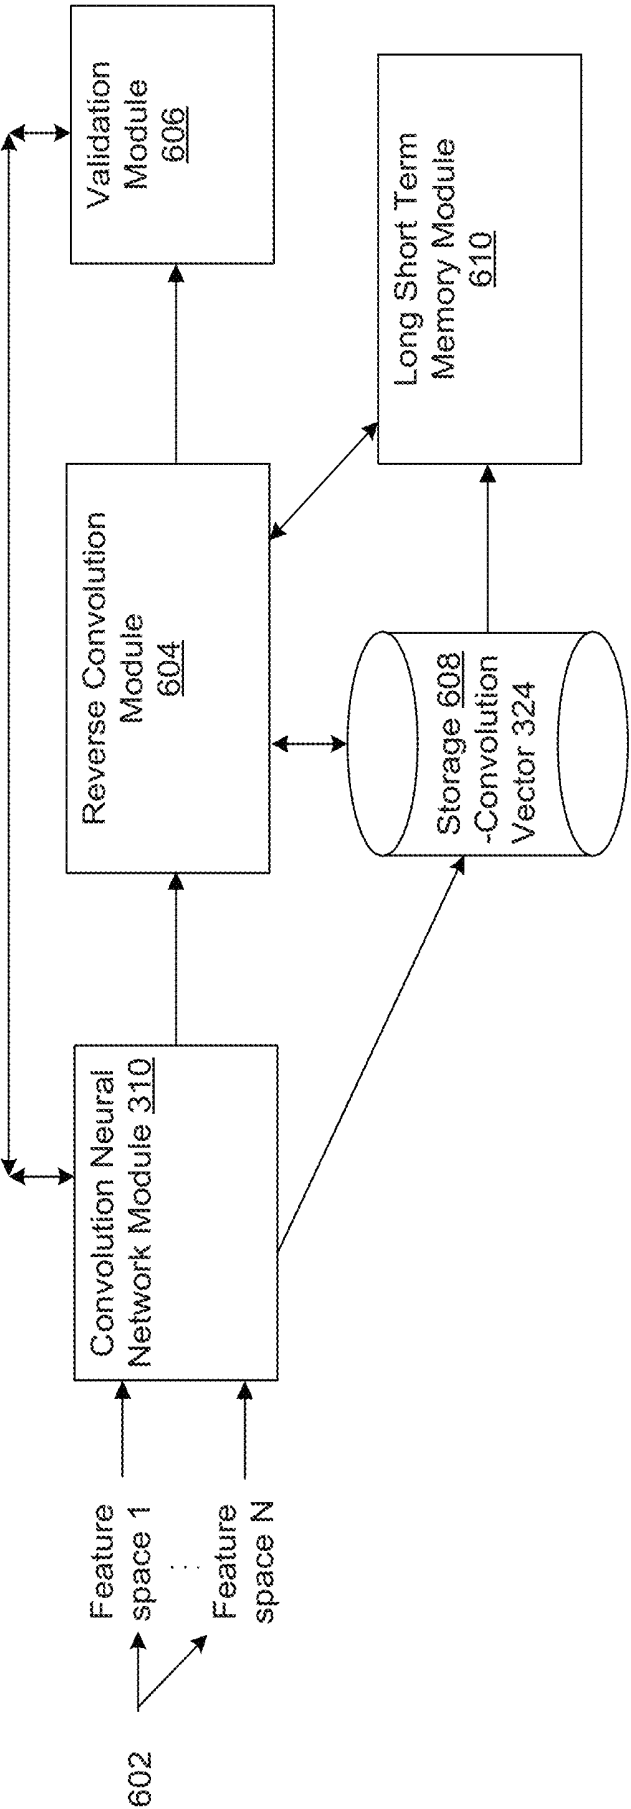 602
Feature
space 1
. . .
Feature
space N
Convolution Neural
Network Module 310
Reverse Convolution
Module
604
Validation
Module
606
Storage 608
-Convolution
Vector 324
Long Short Term
Memory Module
610